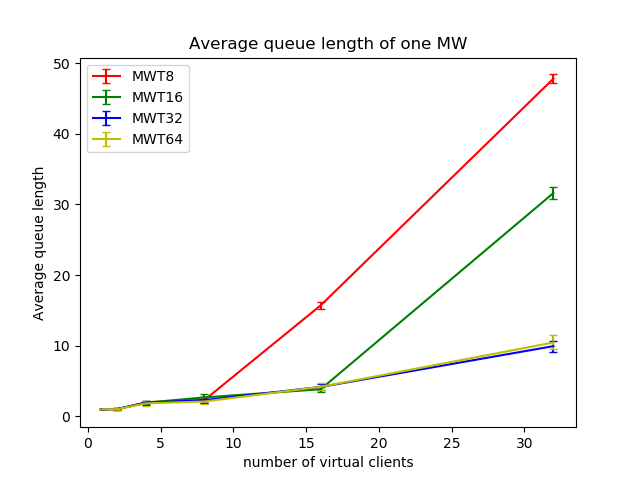 Average queue length of one MW
MWT8
MWT16
MWT32
MWT64
Average queue length
50
40
30
20
10
0
0 5 10 15 20 25 30
number of virtual clients